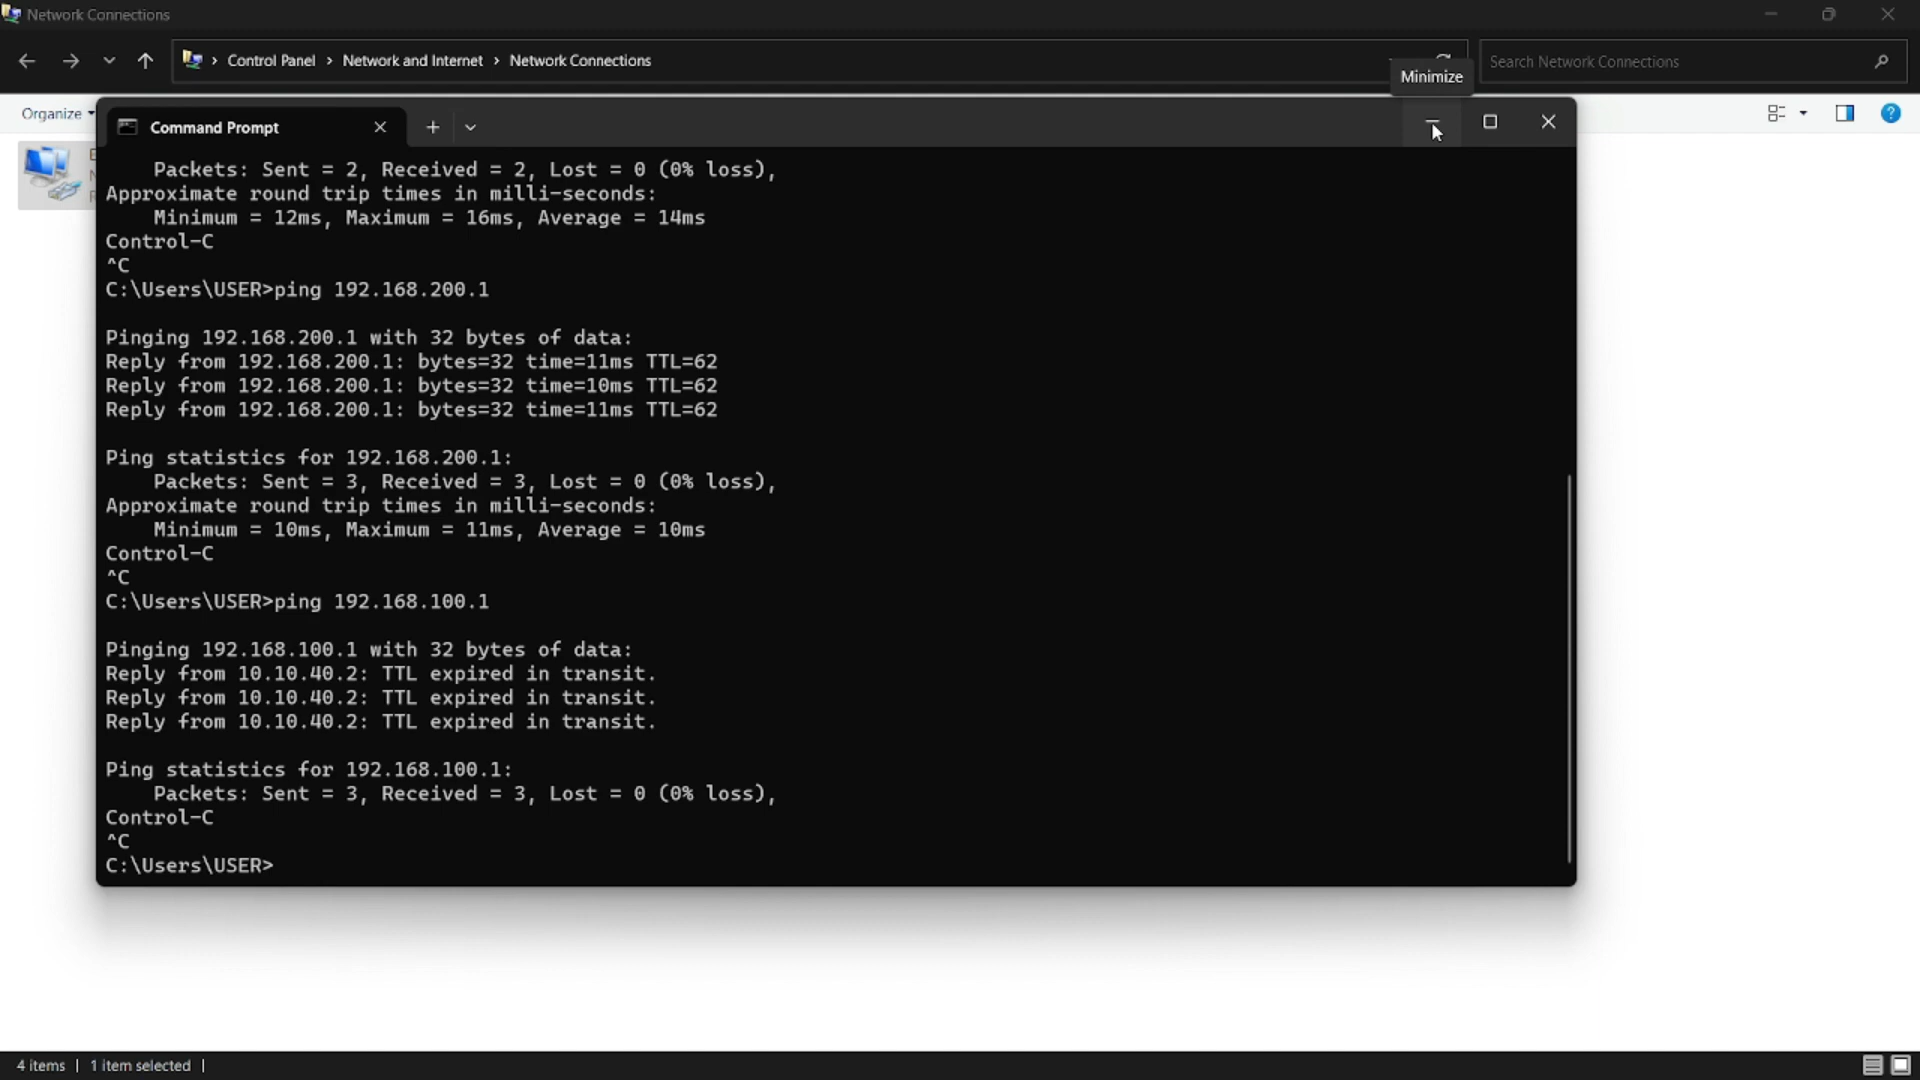 Network Connections
Control Panel > Network and Internet > Network Connections
Search Network Connections
Minimize
Organize
Command Prompt
Packets: Sent = 2, Received = 2, Lost = 0 (0% loss),
Approximate round trip times in milli-seconds:
Minimum = 12ms, Maximum = 16ms, Average = 14ms
Control-C
^C
C:\Users\USER>ping 192.168.200.1
Pinging 192.168.200.1 with 32 bytes of data:
Reply from 192.168.200.1: bytes=32 time=11ms TTL=62
Reply from 192.168.200.1: bytes=32 time=10ms TTL=62
Reply from 192.168.200.1: bytes=32 time=11ms TTL=62
Ping statistics for 192.168.200.1:
Packets: Sent = 3, Received = 3, Lost = 0 (0% loss),
Approximate round trip times in milli-seconds:
Minimum = 10ms, Maximum = 11ms, Average = 10ms
Control-C
^C
C:\Users\USER>ping 192.168.100.1
Pinging 192.168.100.1 with 32 bytes of data:
Reply from 10.10.40.2: TTL expired in transit.
Reply from 10.10.40.2: TTL expired in transit.
Reply from 10.10.40.2: TTL expired in transit.
Ping statistics for 192.168.100.1:
Packets: Sent = 3, Received = 3, Lost = 0 (0% loss),
Control-C
^C
C:\Users\USER>
4 items | 1 item selected |